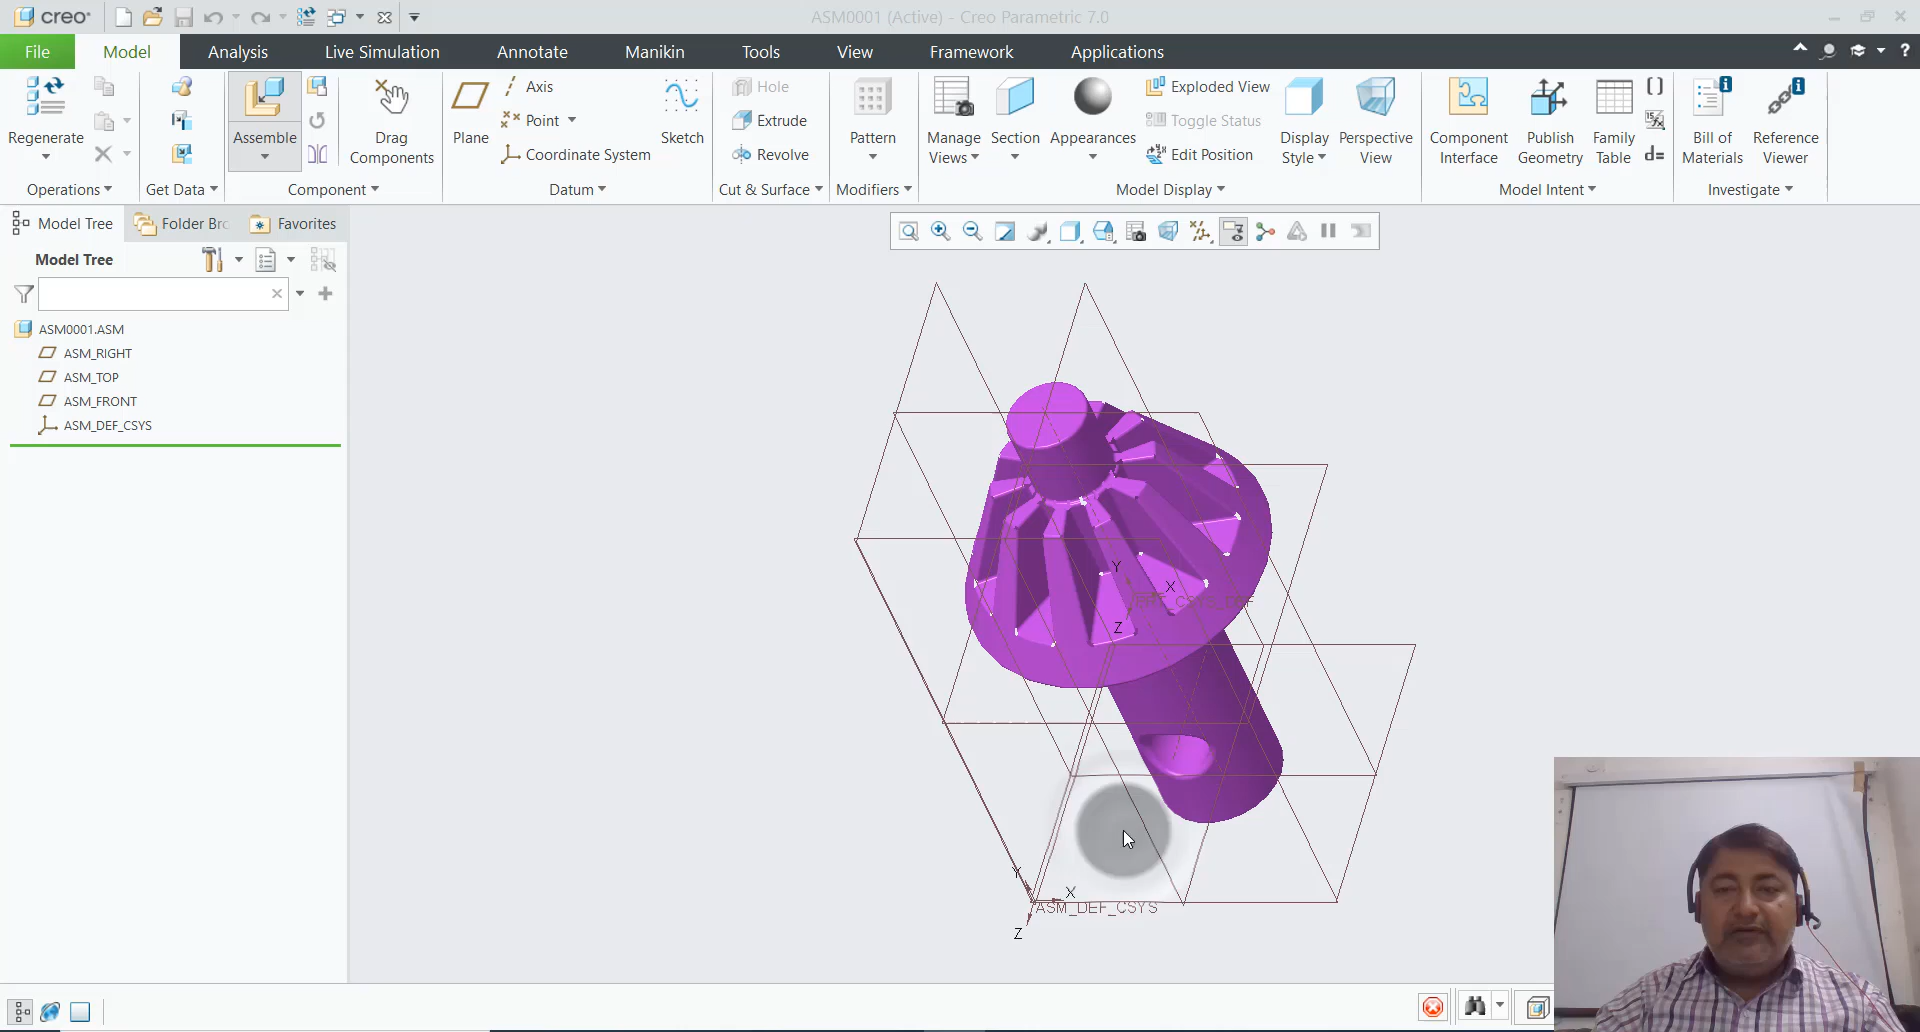 creo
ASM0001 (Active) - Creo Parametric 7.0
File
Model
Analysis
Live Simulation
Annotate
Manikin
Tools
View
Framework
Applications
?
Regenerate
Operations
Get Data
Assemble
Drag
Components
Component
Plane
Axis
Point
Coordinate System
Sketch
Datum
Hole
Extrude
Revolve
Cut & Surface
Pattern
Modifiers
Manage
Views
Section
Appearances
Exploded View
Toggle Status
Edit Position
Display
Style
Perspective
View
Model Display
Component
Interface
Publish
Geometry
Family
Table
[ ]
d=
Model Intent
Bill of
Materials
Reference
Viewer
Investigate
Model Tree
Folder Brc
Favorites
Model Tree
ASM0001.ASM
ASM_RIGHT
ASM_TOP
ASM_FRONT
ASM_DEF_CSYS
Y
X
Z
Y
X
ASM_DEF_CSYS
Z